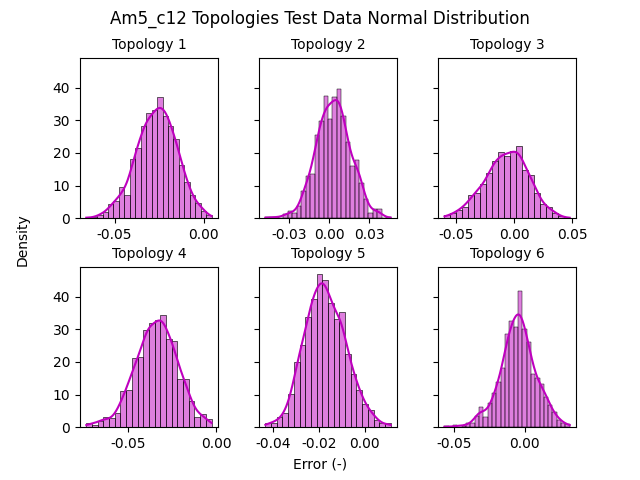 Am5_c12 Topologies Test Data Normal Distribution
Topology 1 Topology 2 Topology 3
40
30
20
10
0
-0.05 0.00 -0.03 0.00 0.03 -0.05 0.00 0.05
Density
Topology 4 Topology 5 Topology 6
40
30
20
10
0
-0.05 0.00 -0.04 -0.02 0.00 -0.05 0.00
Error (-)